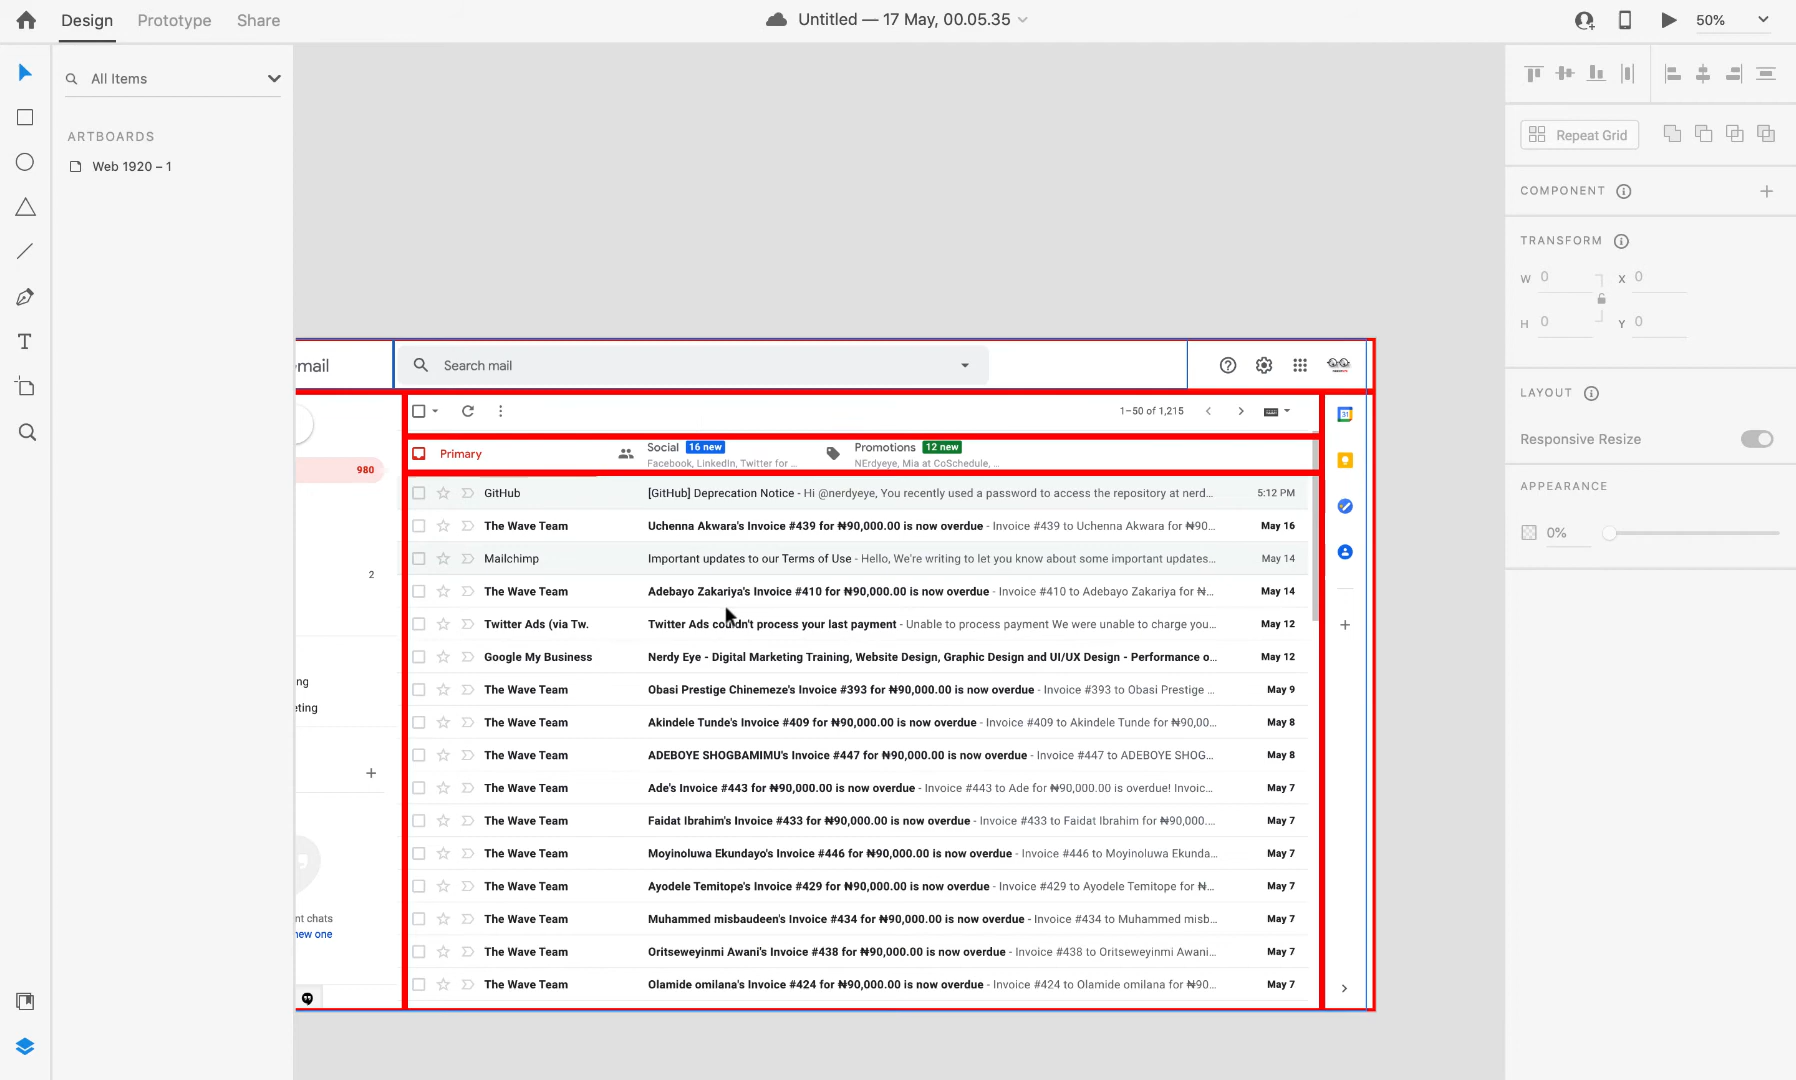 Design Prototype Share Untitled — 17 May, 00.05.35 50%
All Items
ARTBOARDS
Web 1920 – 1
Repeat Grid
COMPONENT
TRANSFORM
W 0 X 0
H 0 Y 0
LAYOUT
Responsive Resize
APPEARANCE
0%
mail Search mail
1–50 of 1,215
31
Primary
Social 16 new
Facebook, LinkedIn, Twitter for ...
Promotions 12 new
NErdyeye, Mia at CoSchedule, ...
980
2
ng
eting
nt chats
new one
GitHub [GitHub] Deprecation Notice - Hi @nerdyeye, You recently used a password to access the repository at nerd... 5:12 PM
The Wave Team Uchenna Akwara's Invoice #439 for ₦90,000.00 is now overdue - Invoice #439 to Uchenna Akwara for ₦90... May 16
Mailchimp Important updates to our Terms of Use - Hello, We're writing to let you know about some important updates... May 14
The Wave Team Adebayo Zakariya's Invoice #410 for ₦90,000.00 is now overdue - Invoice #410 to Adebayo Zakariya for ₦... May 14
Twitter Ads (via Tw. Twitter Ads couldn't process your last payment - Unable to process payment We were unable to charge you... May 12
Google My Business Nerdy Eye - Digital Marketing Training, Website Design, Graphic Design and UI/UX Design - Performance o... May 12
The Wave Team Obasi Prestige Chinemeze's Invoice #393 for ₦90,000.00 is now overdue - Invoice #393 to Obasi Prestige ... May 9
The Wave Team Akindele Tunde's Invoice #409 for ₦90,000.00 is now overdue - Invoice #409 to Akindele Tunde for ₦90,00... May 8
The Wave Team ADEBOYE SHOGBAMIMU's Invoice #447 for ₦90,000.00 is now overdue - Invoice #447 to ADEBOYE SHOG... May 8
The Wave Team Ade's Invoice #443 for ₦90,000.00 is now overdue - Invoice #443 to Ade for ₦90,000.00 is overdue! Invoic... May 7
The Wave Team Faidat Ibrahim's Invoice #433 for ₦90,000.00 is now overdue - Invoice #433 to Faidat Ibrahim for ₦90,000.... May 7
The Wave Team Moyinoluwa Ekundayo's Invoice #446 for ₦90,000.00 is now overdue - Invoice #446 to Moyinoluwa Ekunda... May 7
The Wave Team Ayodele Temitope's Invoice #429 for ₦90,000.00 is now overdue - Invoice #429 to Ayodele Temitope for ₦... May 7
The Wave Team Muhammed misbaudeen's Invoice #434 for ₦90,000.00 is now overdue - Invoice #434 to Muhammed misb... May 7
The Wave Team Oritseweyinmi Awani's Invoice #438 for ₦90,000.00 is now overdue - Invoice #438 to Oritseweyinmi Awani... May 7
The Wave Team Olamide omilana's Invoice #424 for ₦90,000.00 is now overdue - Invoice #424 to Olamide omilana for ₦90... May 7